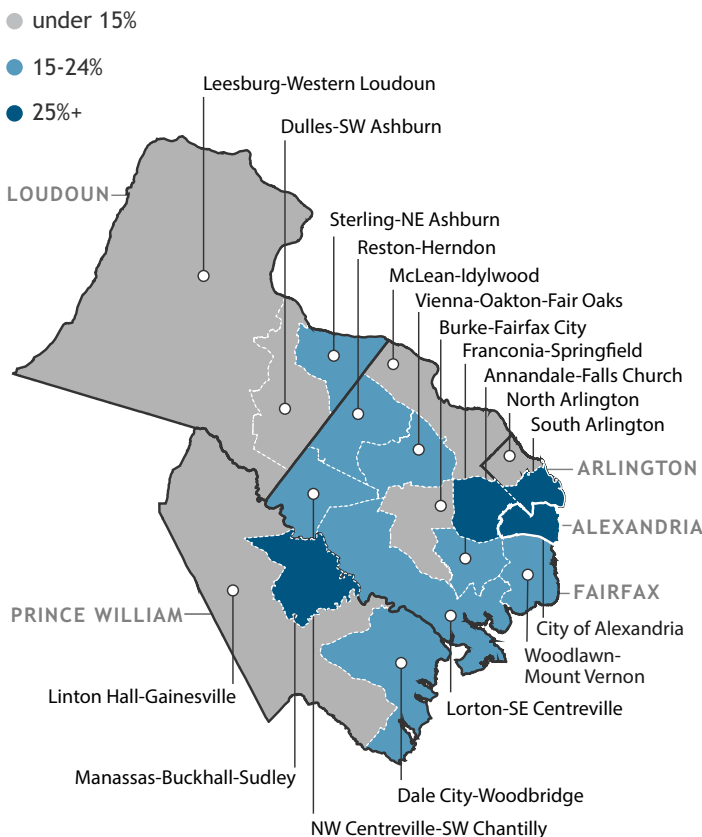 under 15%
15-24%
25%+
Leesburg-Western Loudoun
Dulles-SW Ashburn
LOUDOUN
Sterling-NE Ashburn
Reston-Herndon
McLean-Idylwood
Vienna-Oakton-Fair Oaks
Burke-Fairfax City
Franconia-Springfield
Annandale-Falls Church
North Arlington
South Arlington
ARLINGTON
ALEXANDRIA
FAIRFAX
PRINCE WILLIAM
City of Alexandria
Woodlawn-
Mount Vernon
Linton Hall-Gainesville
Lorton-SE Centreville
Manassas-Buckhall-Sudley
Dale City-Woodbridge
NW Centreville-SW Chantilly